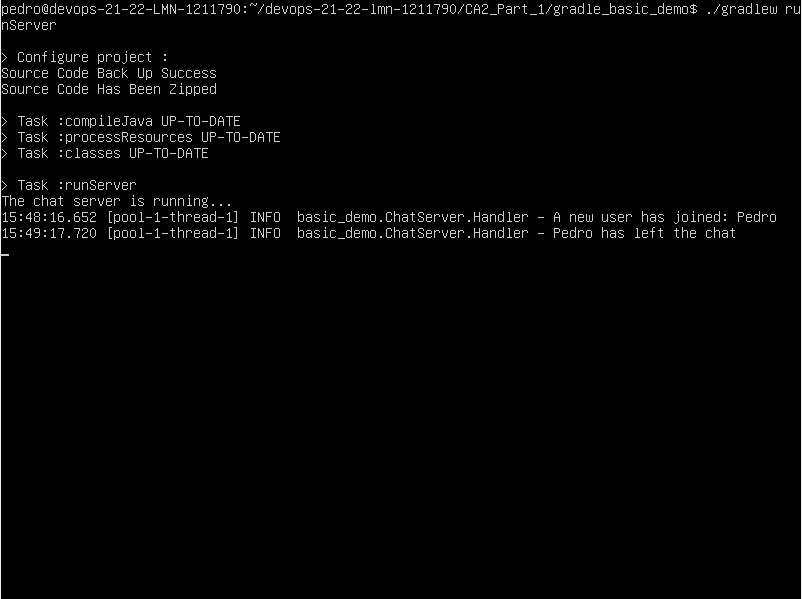 pedro@devops-21-22-LMN-1211790:~/devops-21-22-lmn-1211790/CA2_Part_1/gradle_basic_demo$ ./gradlew ru
nServer
> Configure project :
Source Code Back Up Success
Source Code Has Been Zipped
> Task :compileJava UP-TO-DATE
> Task :processResources UP-TO-DATE
> Task :classes UP-TO-DATE
> Task :runServer
The chat server is running...
15:48:16.652 [pool-1-thread-1] INFO  basic_demo.ChatServer.Handler - A new user has joined: Pedro
15:49:17.720 [pool-1-thread-1] INFO  basic_demo.ChatServer.Handler - Pedro has left the chat